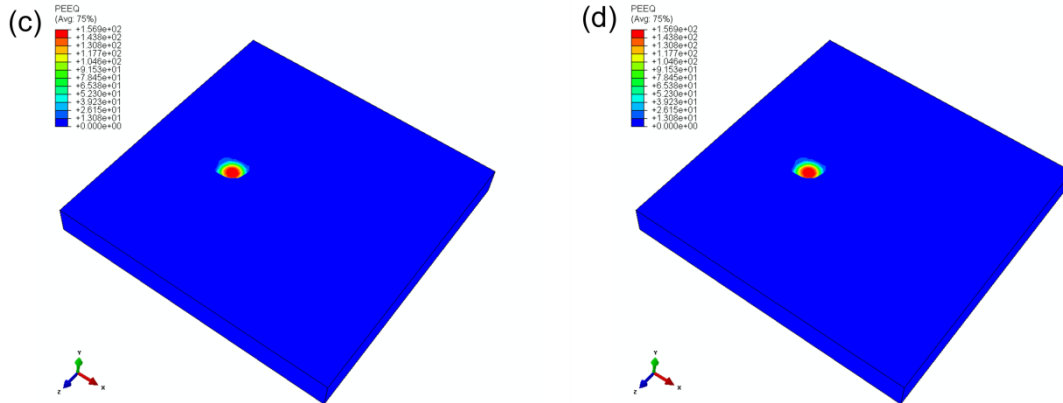 (c)
PEEQ
(Avg: 75%)
+1.569e+02
+1.438e+02
+1.308e+02
+1.177e+02
+1.046e+02
+9.153e+01
+7.845e+01
+6.538e+01
+5.230e+01
+3.923e+01
+2.615e+01
+1.308e+01
+0.000e+00
Y
Z
X
(d)
PEEQ
(Avg: 75%)
+1.569e+02
+1.438e+02
+1.308e+02
+1.177e+02
+1.046e+02
+9.153e+01
+7.845e+01
+6.538e+01
+5.230e+01
+3.923e+01
+2.615e+01
+1.308e+01
+0.000e+00
Y
Z
X